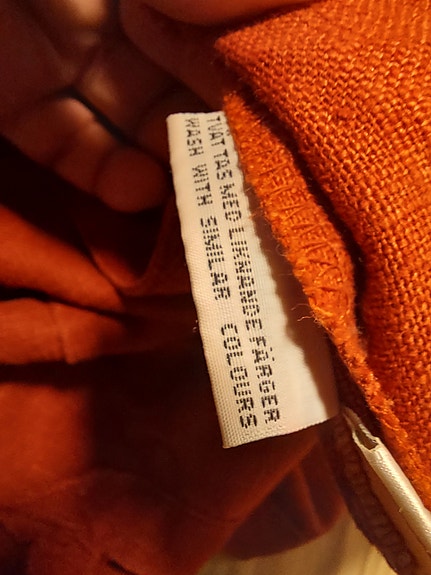 TVÄTTAS MED LIKNANDE FÄRGER
WASH WITH SIMILAR COLOURS